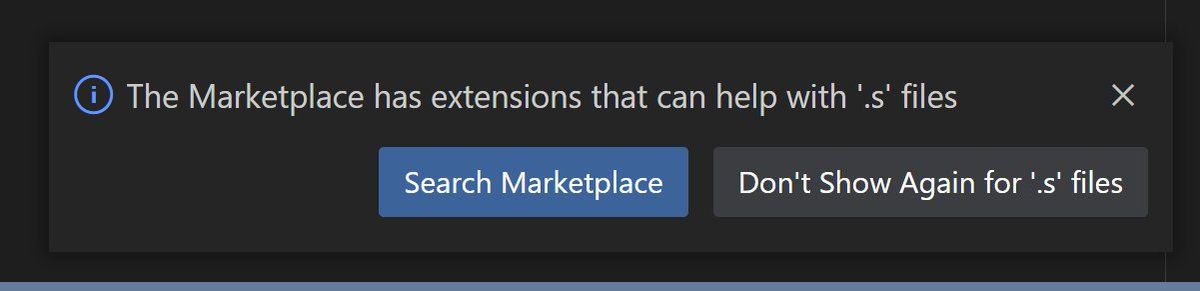 The Marketplace has extensions that can help with '.s' files
Search Marketplace
Don't Show Again for '.s' files